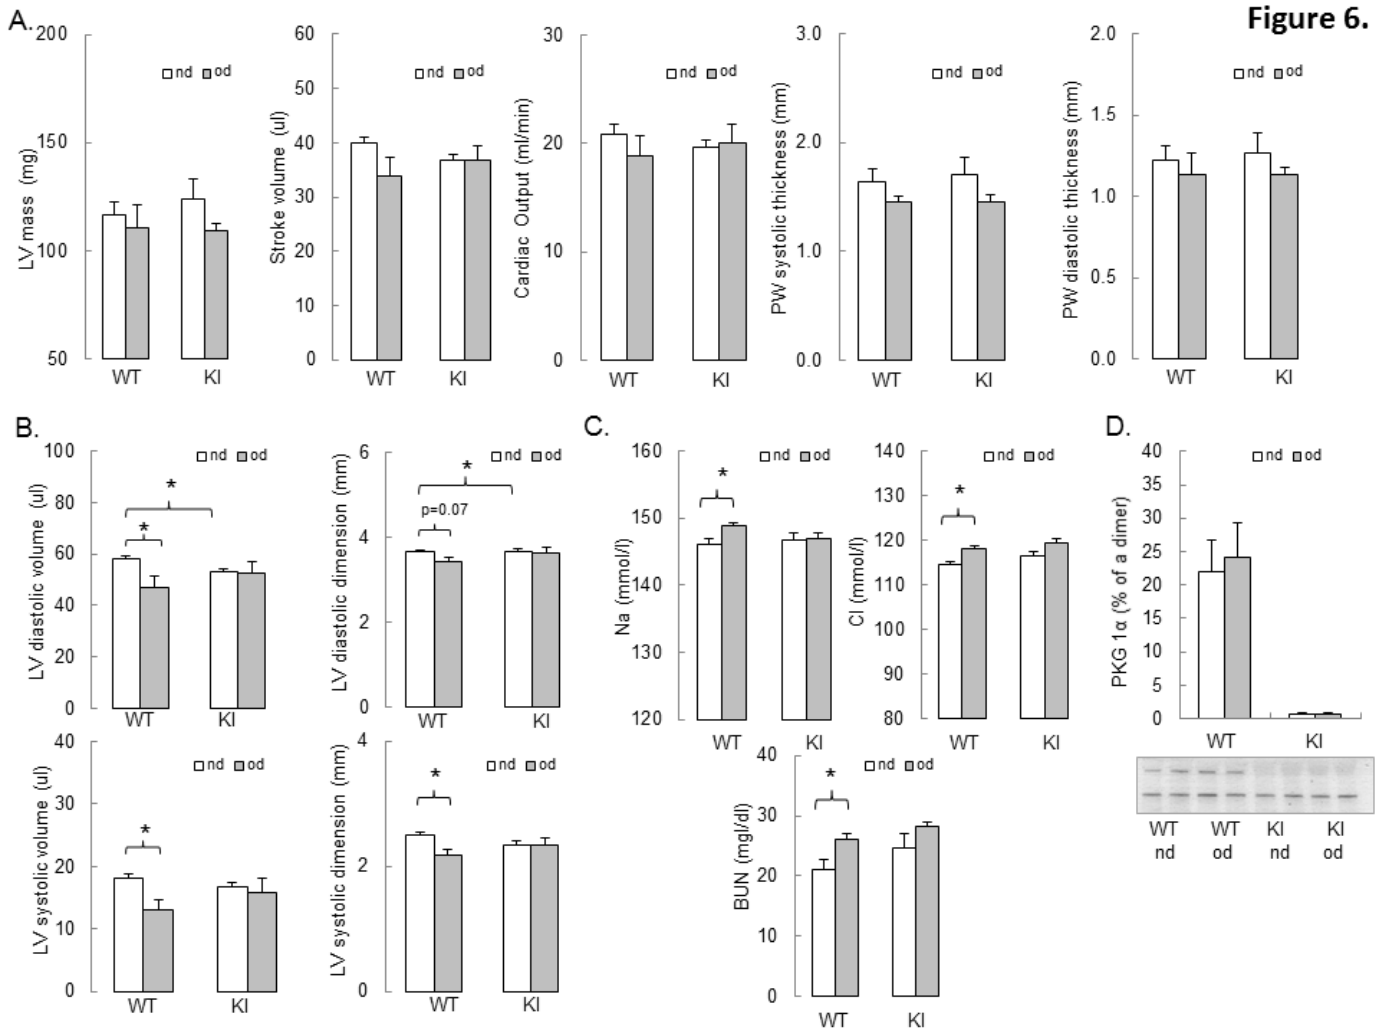 Figure 6.
A.
LV mass (mg)
200
150
100
50
nd od
WT KI
Stroke volume (ul)
60
50
40
30
20
10
0
nd od
WT KI
Cardiac Output (ml/min)
30
20
10
0
nd od
WT KI
PW systolic thickness (mm)
3.0
2.0
1.0
0.0
nd od
WT KI
PW diastolic thickness (mm)
2.0
1.5
1.0
0.5
0.0
nd od
WT KI
B.
LV diastolic volume (ul)
100
80
60
40
20
0
nd od
*
*
WT KI
LV diastolic dimension (mm)
6
4
2
0
nd od
*
p=0.07
WT KI
LV systolic volume (ul)
40
30
20
10
0
nd od
*
WT KI
LV systolic dimension (mm)
4
2
0
nd od
*
WT KI
C.
Na (mmol/l)
160
150
140
130
120
nd od
*
WT KI
Cl (mmol/l)
140
130
120
110
100
90
80
nd od
*
WT KI
BUN (mgl/dl)
40
30
20
10
0
nd od
*
WT KI
D.
PKG 1α (% of a dimer)
40
35
30
25
20
15
10
5
0
nd od
WT KI
WT WT KI KI
nd od nd od